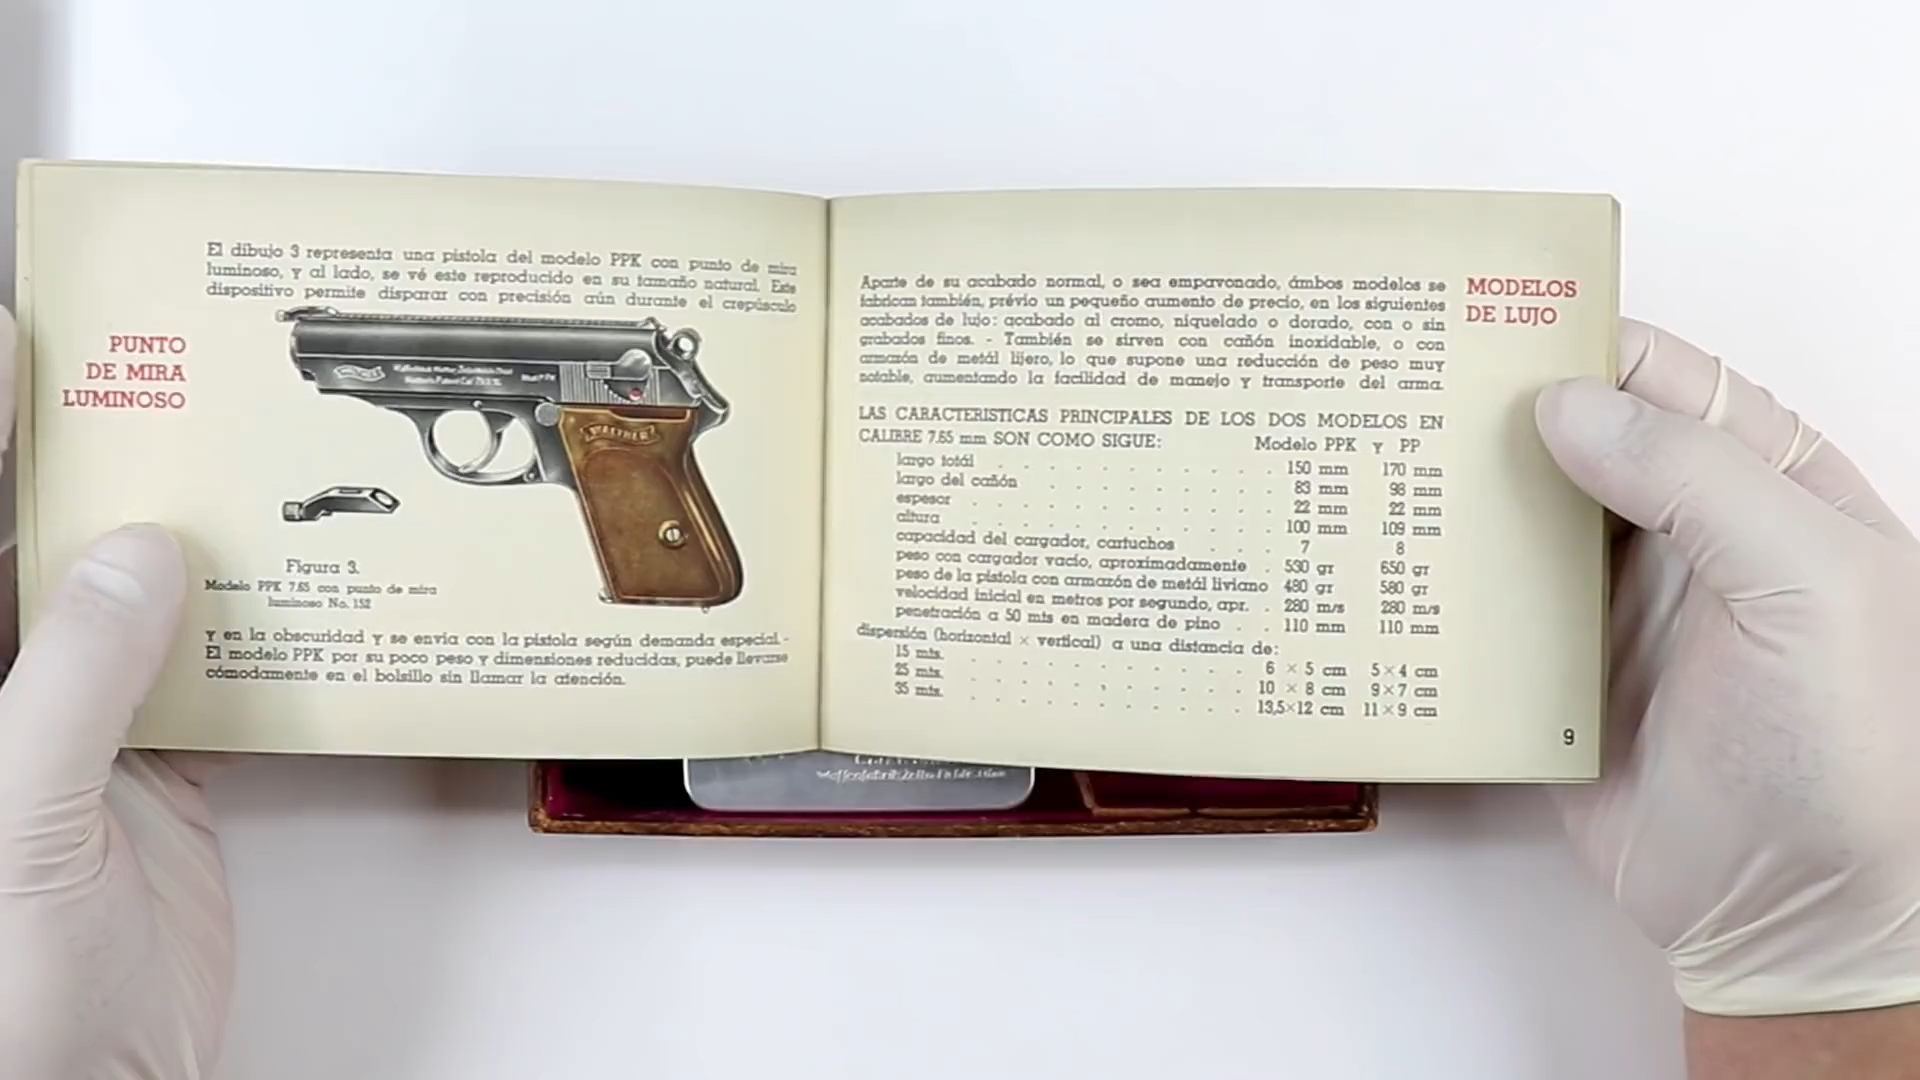 El dibujo 3 representa una pistola del modelo PPK con punto de mira
luminoso, y al lado, se vé este reproducido en su tamaño natural. Este
dispositivo permite disparar con precisión aún durante el crepúsculo
PUNTO
DE MIRA
LUMINOSO
WALTHER
WALTHER
Figura 3.
Modelo PPK 7.65 con punto de mira
luminoso No. 152
y en la obscuridad y se envia con la pistola según demanda especial. -
El modelo PPK por su poco peso y dimensiones reducidas, puede llevarse
cómodamente en el bolsillo sin llamar la atención.
MODELOS
DE LUJO
Aparte de su acabado normal, o sea empavonado, ámbos modelos se
fabrican también, prévio un pequeño aumento de precio, en los siguientes
acabados de lujo: acabado al cromo, niquelado o dorado, con o sin
grabados finos. - También se sirven con cañón inoxidable, o con
armazón de metál lijero, lo que supone una reducción de peso muy
notable, aumentando la facilidad de manejo y transporte del arma.
LAS CARACTERISTICAS PRINCIPALES DE LOS DOS MODELOS EN
CALIBRE 7.65 mm SON COMO SIGUE: Modelo PPK y PP
largo totál . . . . . . . . . . . 150 mm 170 mm
largo del cañón . . . . . . . . . 83 mm 98 mm
espesor . . . . . . . . . . . . 22 mm 22 mm
altura . . . . . . . . . . . . 100 mm 109 mm
capacidad del cargador, cartuchos . . . 7 8
peso con cargador vacío, aproximadamente . 530 gr 650 gr
peso de la pistola con armazón de metál liviano 480 gr 580 gr
velocidad inicial en metros por segundo, apr. . 280 m/s 280 m/s
penetración a 50 mts en madera de pino . . 110 mm 110 mm
dispersión (horizontal × vertical) a una distancia de:
15 mts. . . . . . . . . . . . 6 × 5 cm 5×4 cm
25 mts. . . . . . . . . . . . 10 × 8 cm 9×7 cm
35 mts. . . . . . . . . . . . 13,5×12 cm 11×9 cm
9